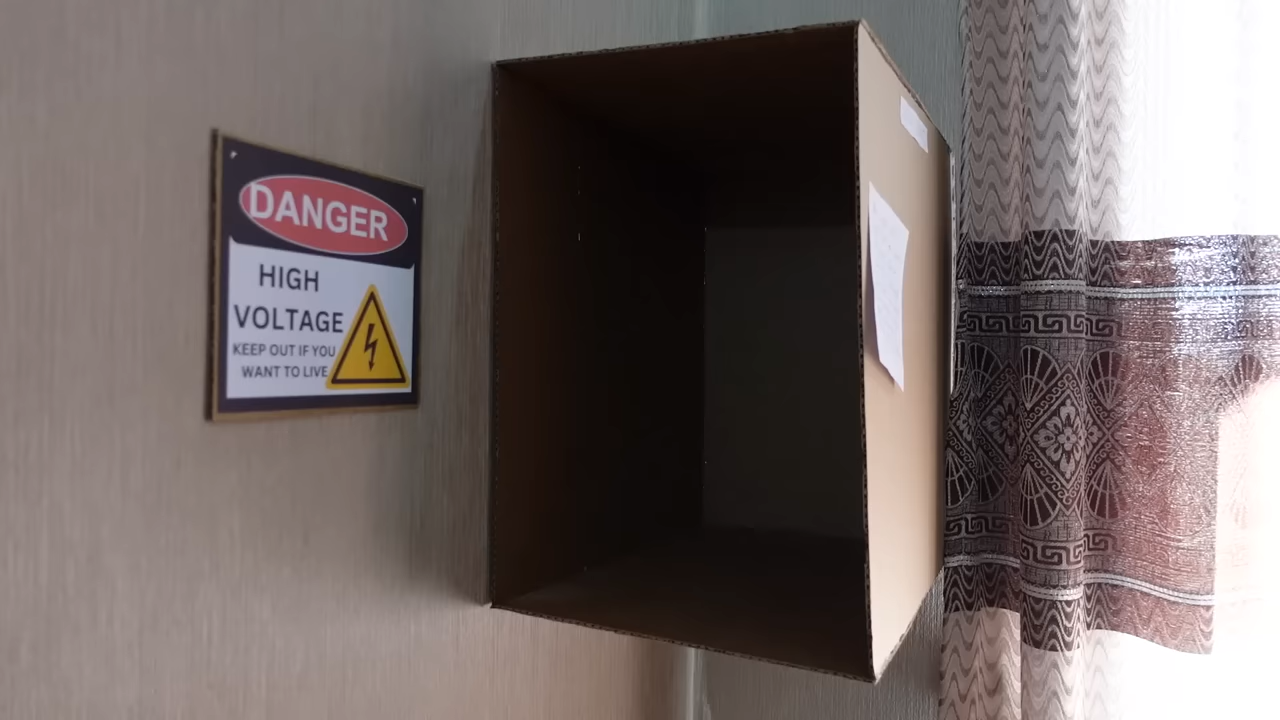 DANGER
HIGH
VOLTAGE
KEEP OUT IF YOU
WANT TO LIVE